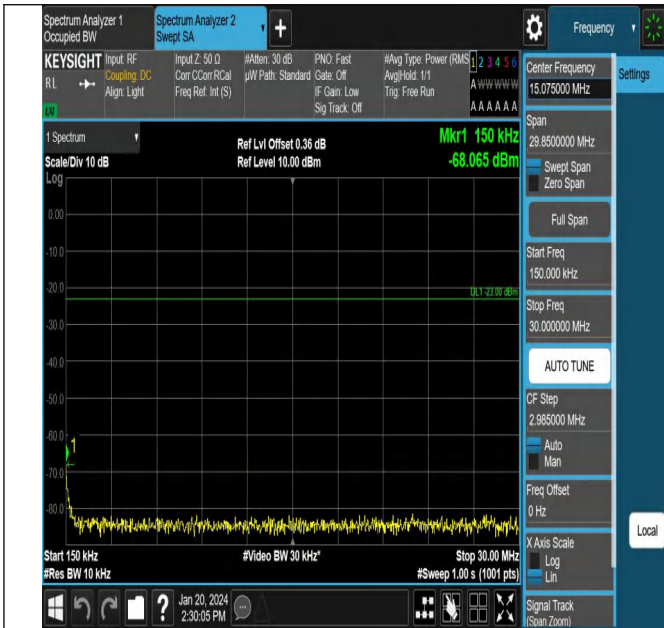 Spectrum Analyzer 1
Occupied BW
Spectrum Analyzer 2
Swept SA
Frequency
KEYSIGHT
RL
LXI
Input: RF
Coupling: DC
Align: Light
Input Z: 50 Ω
Corr CCorr RCal
Freq Ref: Int (S)
#Atten: 30 dB
µW Path: Standard
PNO: Fast
Gate: Off
IF Gain: Low
Sig Track: Off
#Avg Type: Power (RMS
Avg|Hold: 1/1
Trig: Free Run
1 2 3 4 5 6
A W W W W W
A A A A A A
1 Spectrum
Scale/Div 10 dB
Ref Lvl Offset 0.36 dB
Ref Level 10.00 dBm
Mkr1 150 kHz
-68.065 dBm
Log
0.00
-10.0
-20.0
DL1 -23.00 dBm
-30.0
-40.0
-50.0
-60.0
1
-70.0
-80.0
Start 150 kHz
#Video BW 30 kHz*
Stop 30.00 MHz
#Res BW 10 kHz
#Sweep 1.00 s (1001 pts)
Jan 20, 2024
2:30:05 PM
Center Frequency
15.075000 MHz
Settings
Span
29.8500000 MHz
Swept Span
Zero Span
Full Span
Start Freq
150.000 kHz
Stop Freq
30.000000 MHz
AUTO TUNE
CF Step
2.985000 MHz
Auto
Man
Freq Offset
0 Hz
Local
X Axis Scale
Log
Lin
Signal Track
(Span Zoom)